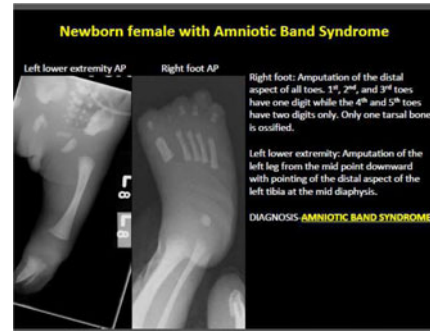 Newborn female with Amniotic Band Syndrome
Left lower extremity AP
Right foot AP
Right foot: Amputation of the distal
aspect of all toes. 1st, 2nd, and 3rd toes
have one digit while the 4th and 5th toes
have two digits only. Only one tarsal bone
is ossified.
Left lower extremity: Amputation of the
left leg from the mid point downward
with pointing of the distal aspect of the
left tibia at the mid diaphysis.
DIAGNOSIS-AMNIOTIC BAND SYNDROME
L
8
L
8